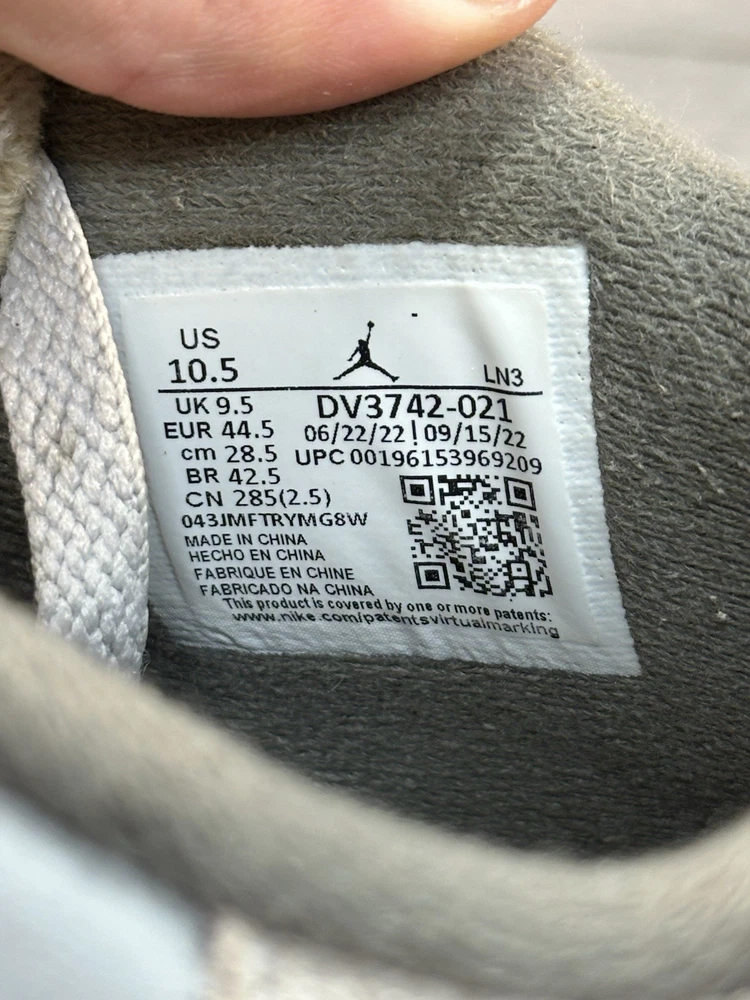 US
10.5
LN3
UK 9.5
DV3742-021
EUR 44.5
06/22/22 | 09/15/22
cm 28.5
UPC 00196153969209
BR 42.5
CN 285(2.5)
043JMFTRYMG8W
MADE IN CHINA
HECHO EN CHINA
FABRIQUE EN CHINE
FABRICADO NA CHINA
This product is covered by one or more patents:
www.nike.com/patentsvirtualmarking